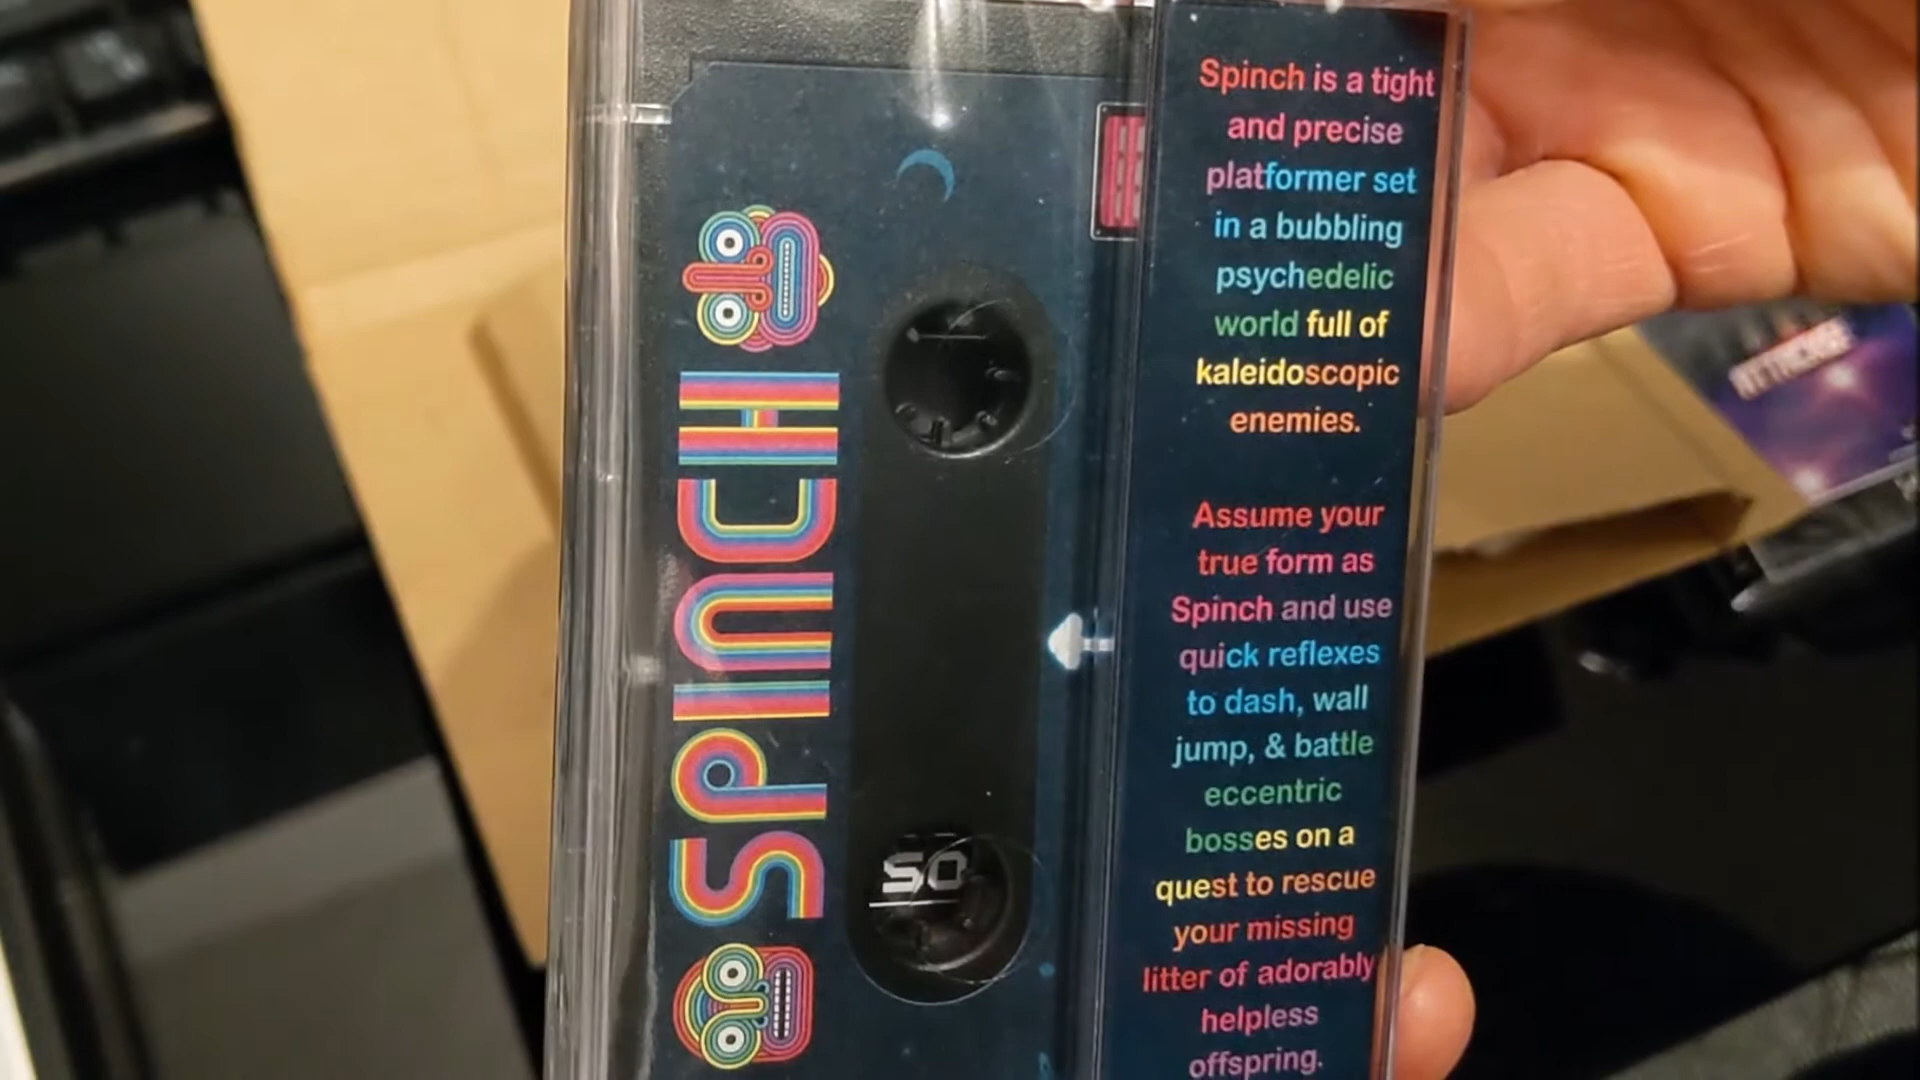 SPINCH
SO
Spinch is a tight
and precise
platformer set
in a bubbling
psychedelic
world full of
kaleidoscopic
enemies.
Assume your
true form as
Spinch and use
quick reflexes
to dash, wall
jump, & battle
eccentric
bosses on a
quest to rescue
your missing
litter of adorably
helpless
offspring.